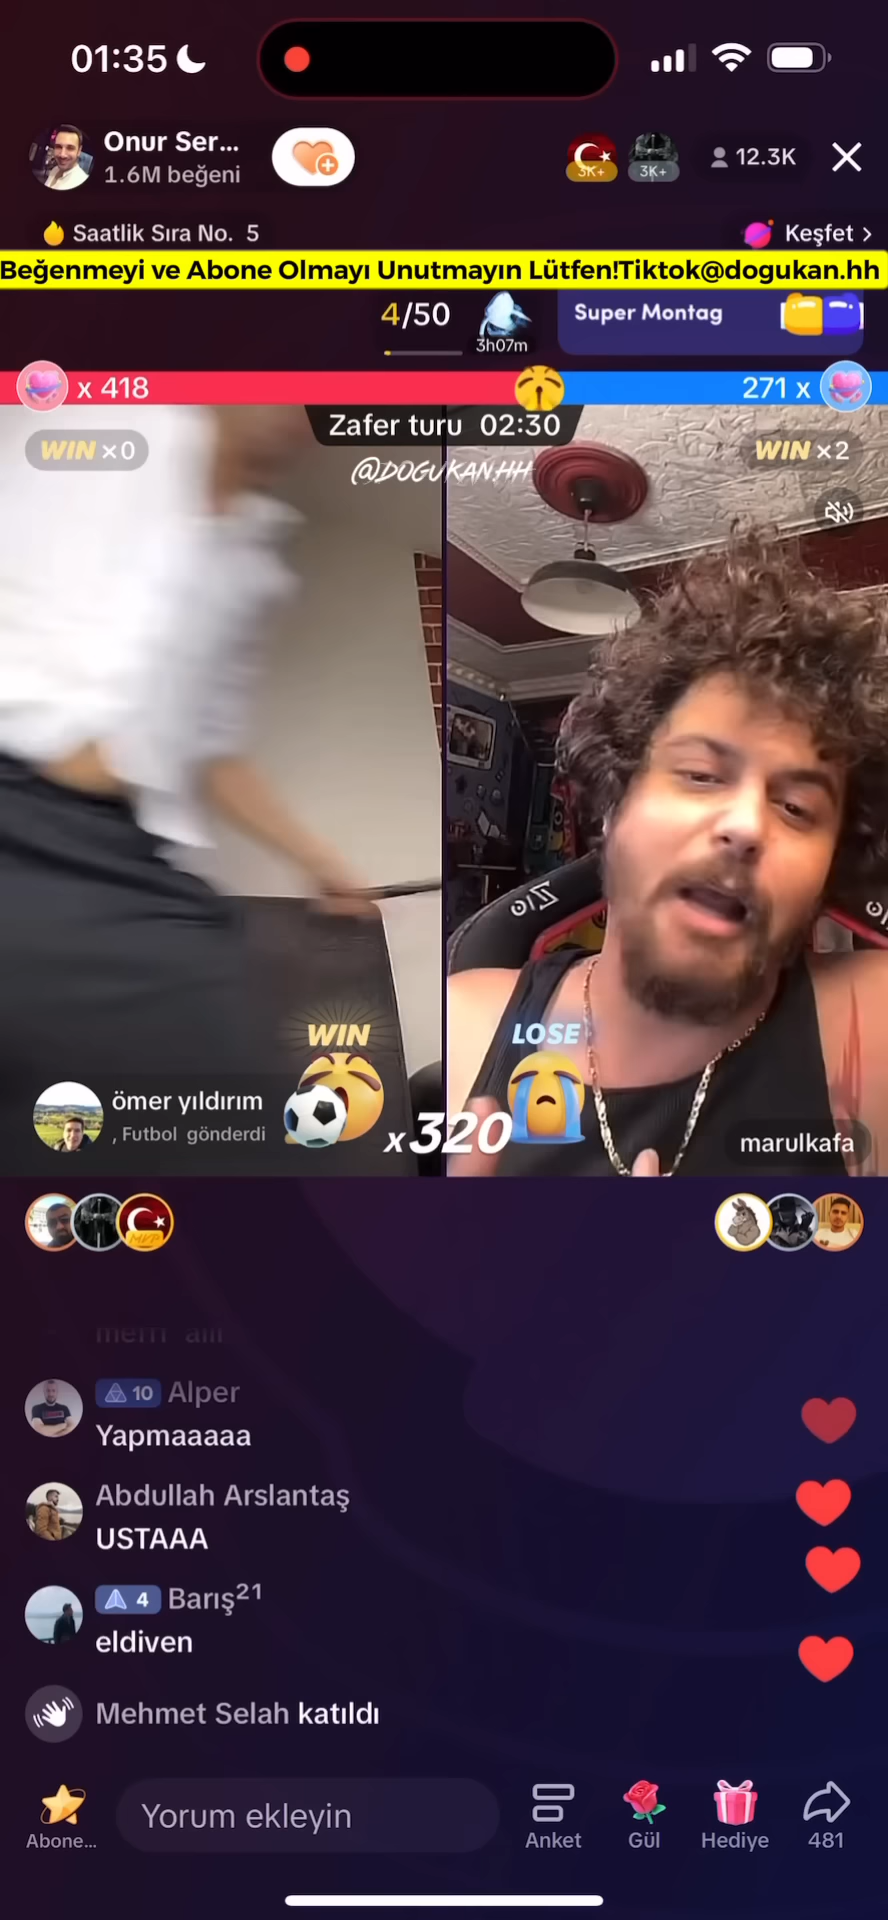 01:35
Onur Ser...
1.6M beğeni
3K+
3K+
12.3K
Saatlik Sıra No. 5
Keşfet >
Beğenmeyi ve Abone Olmayı Unutmayın Lütfen!Tiktok@dogukan.hh
4/50
3h07m
Super Montag
x 418
271 x
Zafer turu 02:30
WIN x0
WIN x2
@DOGUKAN.HH
WIN
LOSE
ömer yıldırım
, Futbol gönderdi
x320
marulkafa
MVP
10 Alper
Yapmaaaaa
Abdullah Arslantaş
USTAAA
4 Barış²¹
eldiven
Mehmet Selah katıldı
Abone...
Yorum ekleyin
Anket
Gül
Hediye
481